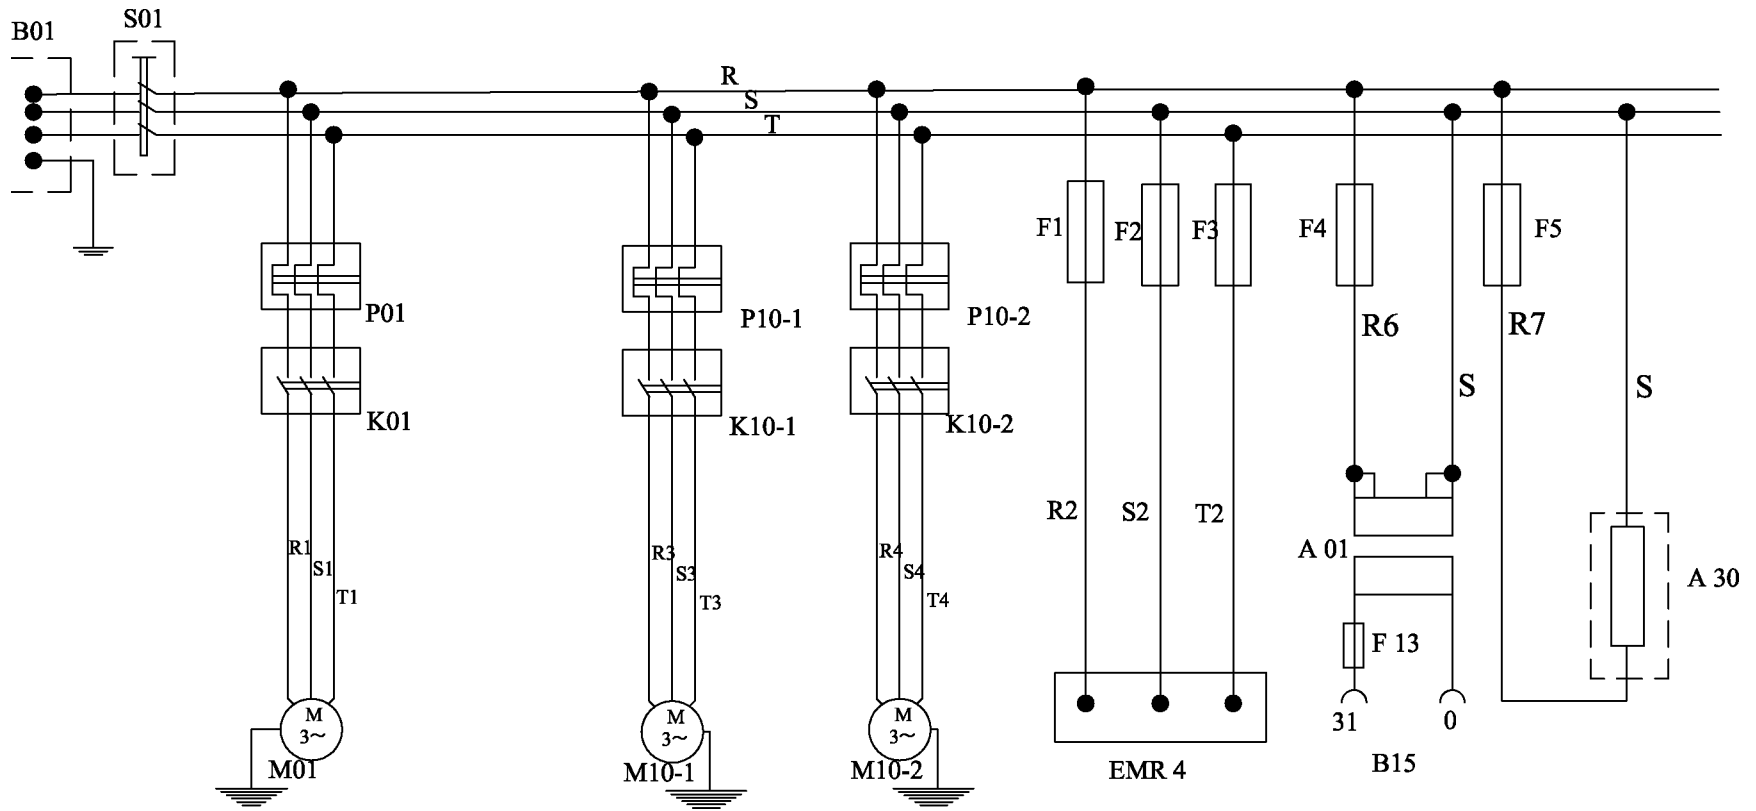 B01
S01
R
S
T
F1
F2
F3
F4
F5
P01
P10-1
P10-2
R6
R7
K01
K10-1
K10-2
S
S
R2
S2
T2
R1
S1
T1
R3
S3
T3
R4
S4
T4
A 01
A 30
F 13
M
3~
M
3~
M
3~
31
0
M01
M10-1
M10-2
EMR 4
B15